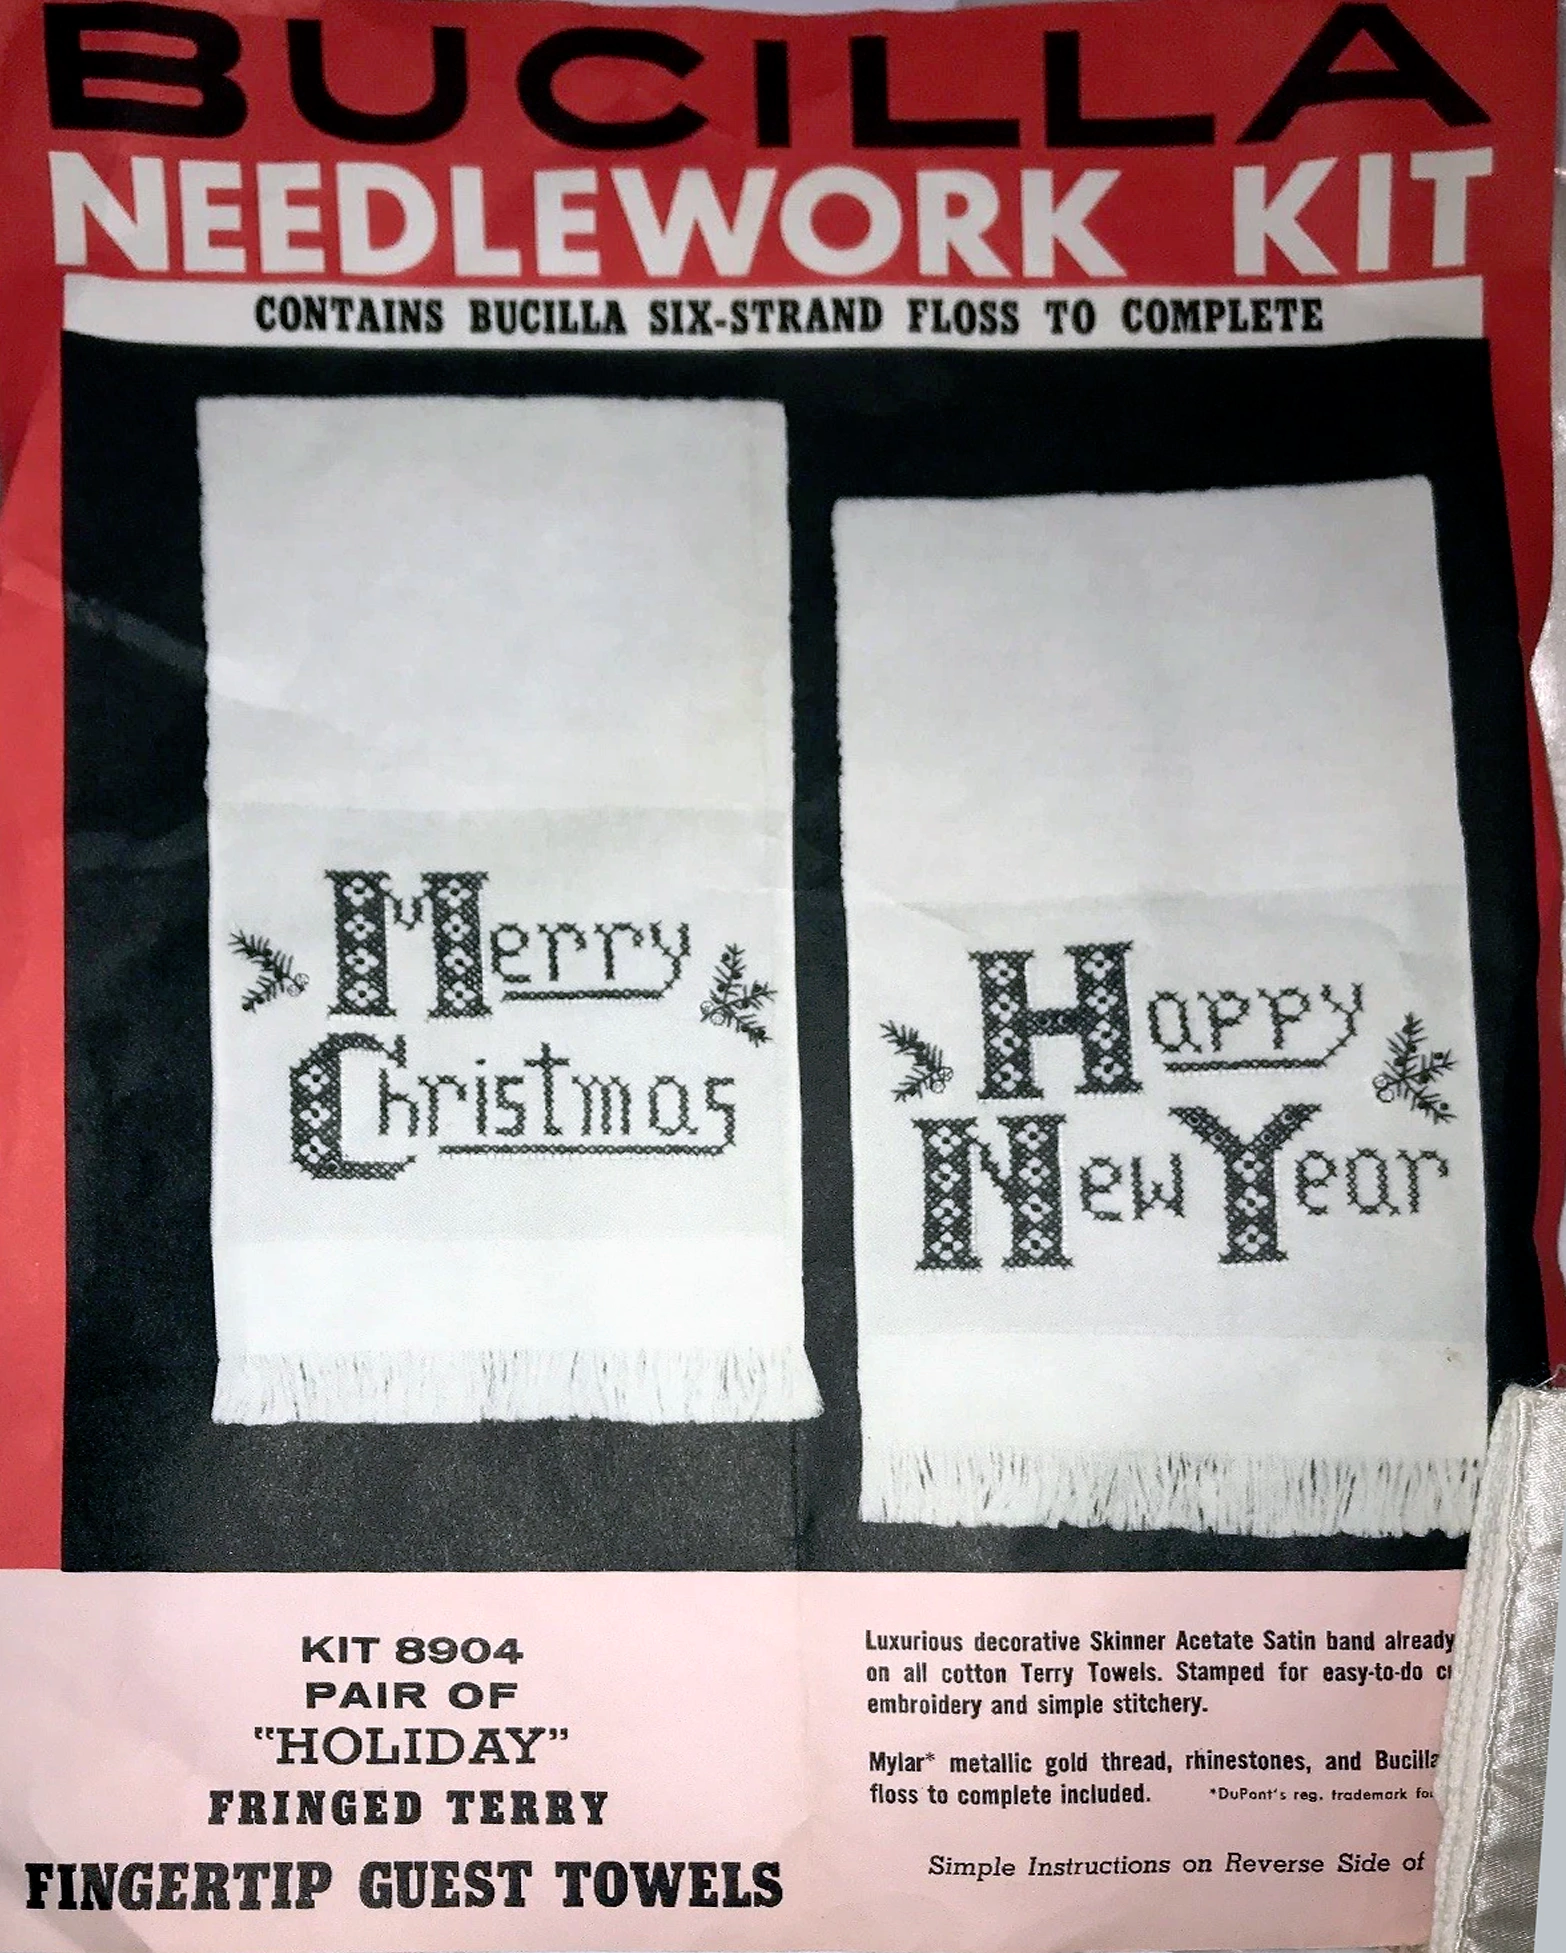 BUCILLA
NEEDLEWORK KIT
CONTAINS BUCILLA SIX-STRAND FLOSS TO COMPLETE
Merry
Christmas
Happy
New Year
KIT 8904
PAIR OF
"HOLIDAY"
FRINGED TERRY
FINGERTIP GUEST TOWELS
Luxurious decorative Skinner Acetate Satin band already
on all cotton Terry Towels. Stamped for easy-to-do
embroidery and simple stitchery.
Mylar* metallic gold thread, rhinestones, and Bucilla
floss to complete included.
*DuPont's reg. trademark
Simple Instructions on Reverse Side of